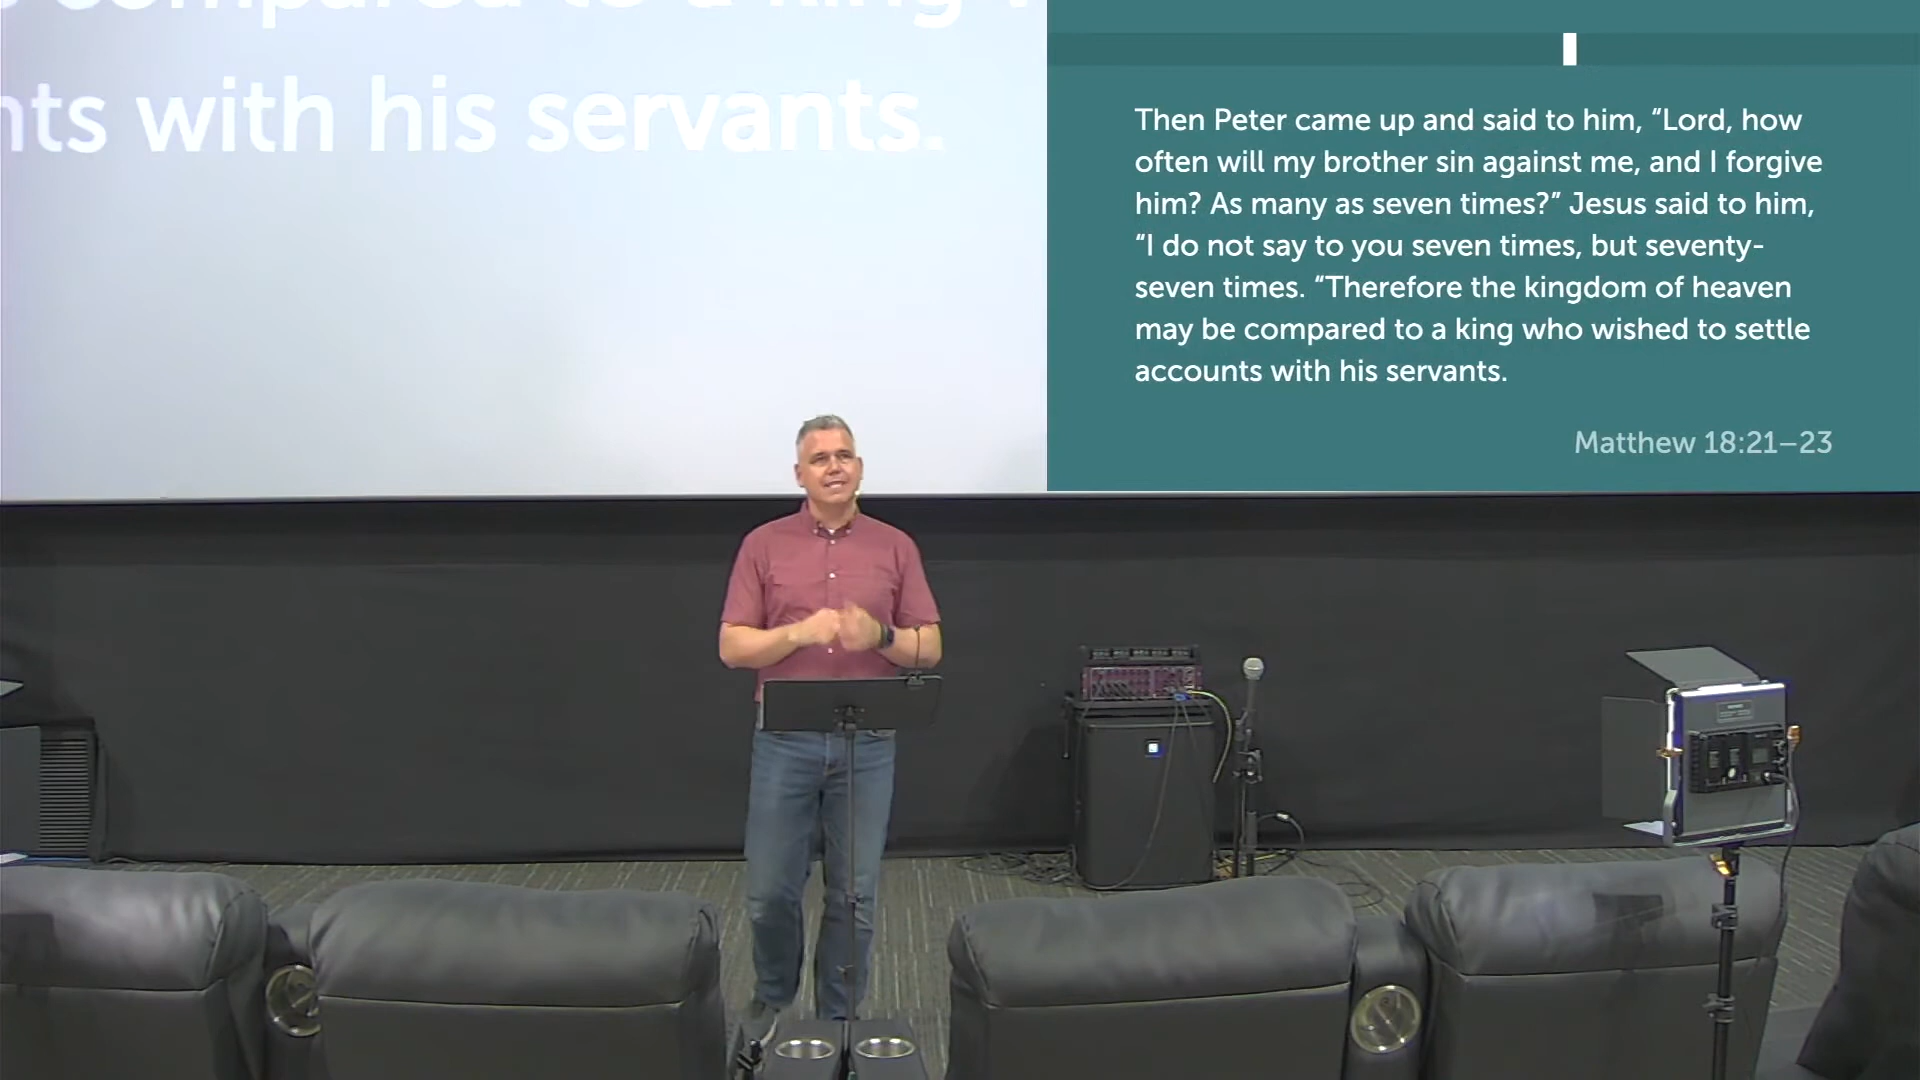 compared to a king
nts with his servants.
Then Peter came up and said to him, “Lord, how
often will my brother sin against me, and I forgive
him? As many as seven times?” Jesus said to him,
“I do not say to you seven times, but seventy-
seven times. “Therefore the kingdom of heaven
may be compared to a king who wished to settle
accounts with his servants.
Matthew 18:21–23